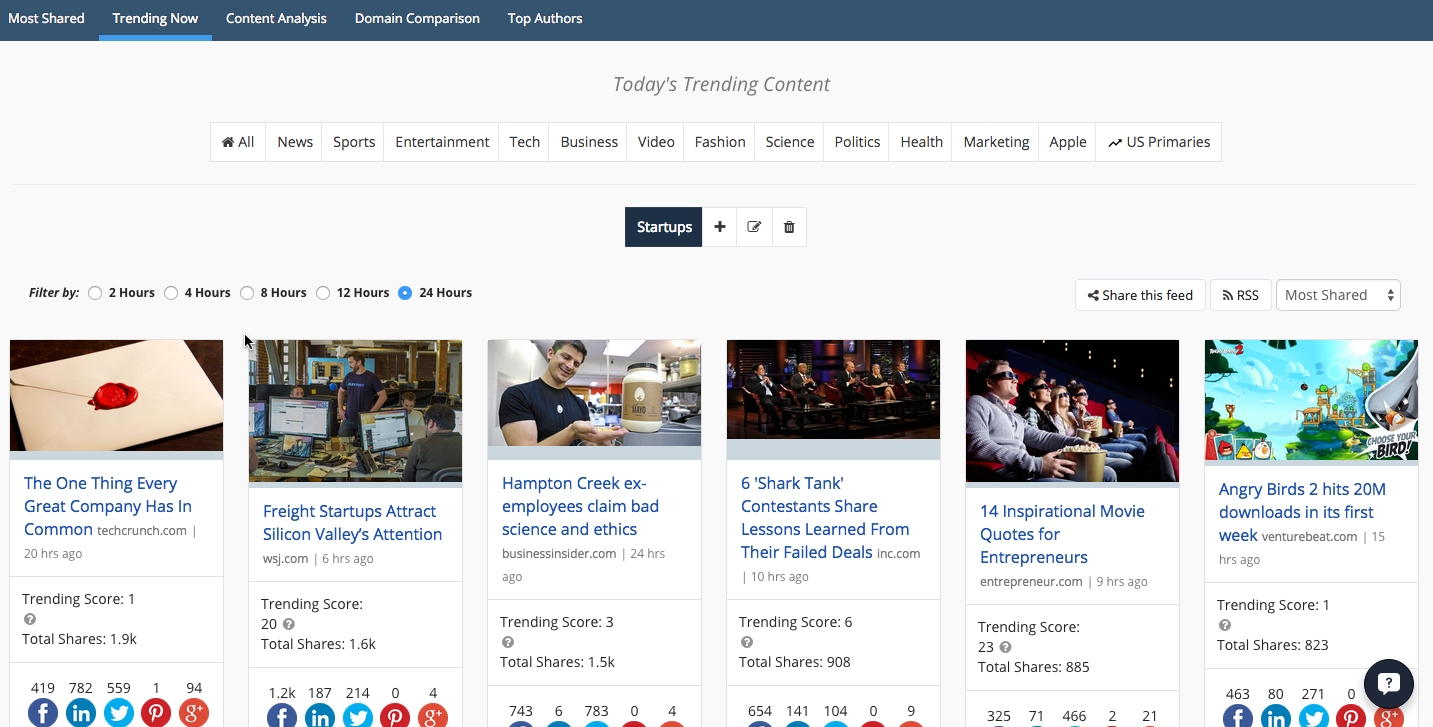 Most Shared Trending Now Content Analysis Domain Comparison Top Authors
Today's Trending Content
All News Sports Entertainment Tech Business Video Fashion Science Politics Health Marketing Apple US Primaries
Startups
Filter by: 2 Hours 4 Hours 8 Hours 12 Hours 24 Hours
Share this feed RSS Most Shared
The One Thing Every
Great Company Has In
Common techcrunch.com |
20 hrs ago
Trending Score: 1
?
Total Shares: 1.9k
419 782 559 1 94
f in P g+
Freight Startups Attract
Silicon Valley’s Attention
wsj.com | 6 hrs ago
Trending Score:
20 ?
Total Shares: 1.6k
1.2k 187 214 0 4
f in P g+
MAYO
Hampton Creek ex-
employees claim bad
science and ethics
businessinsider.com | 24 hrs
ago
Trending Score: 3
?
Total Shares: 1.5k
743 6 783 0 4
6 'Shark Tank'
Contestants Share
Lessons Learned From
Their Failed Deals inc.com
| 10 hrs ago
Trending Score: 6
?
Total Shares: 908
654 141 104 0 9
14 Inspirational Movie
Quotes for
Entrepreneurs
entrepreneur.com | 9 hrs ago
Trending Score:
23 ?
Total Shares: 885
325 71 466 2 21
ANGRY BIRDS 2
CHOOSE YOUR
BIRD!
Angry Birds 2 hits 20M
downloads in its first
week venturebeat.com | 15
hrs ago
Trending Score: 1
?
Total Shares: 823
463 80 271 0
f in P g+
?